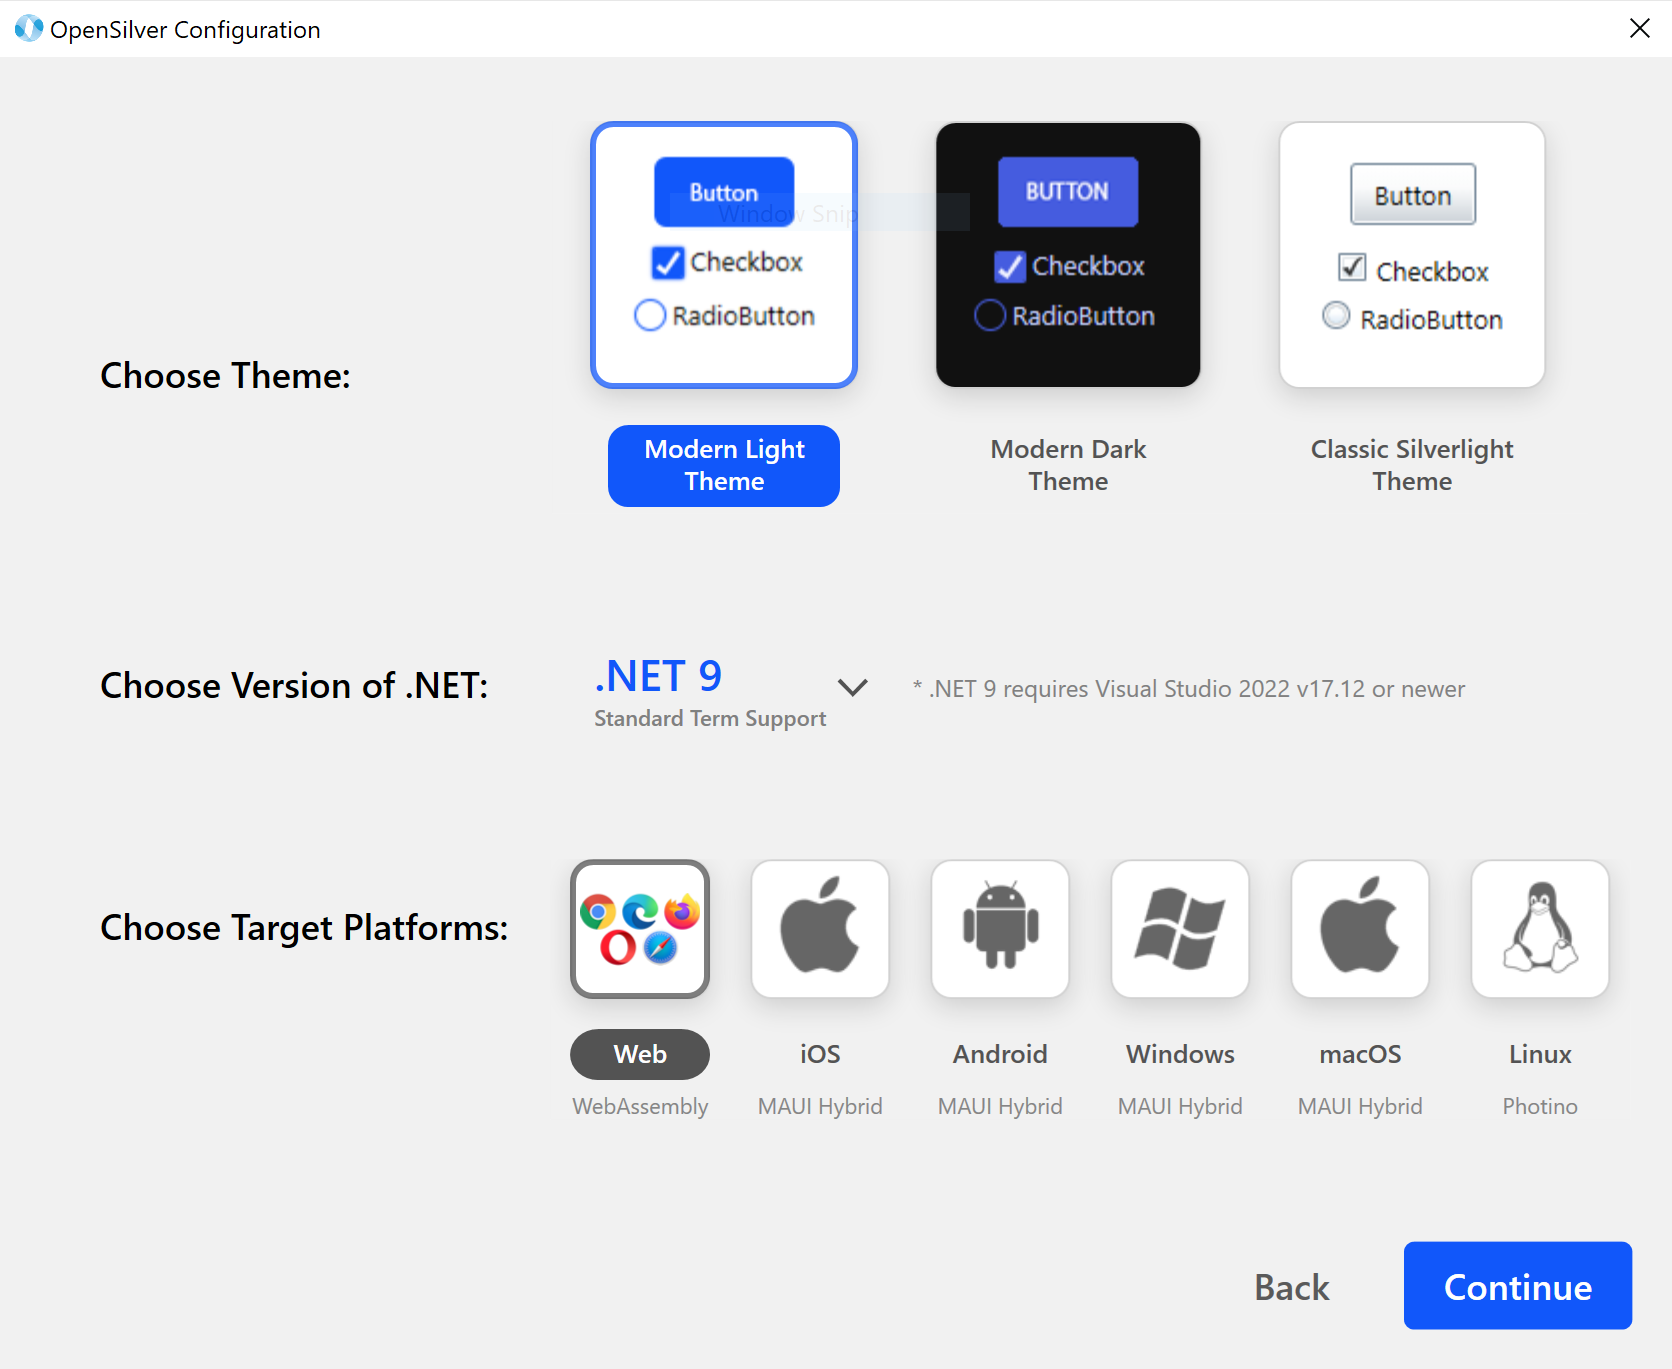 OpenSilver Configuration
Choose Theme:
Button
Window Snip
Checkbox
RadioButton
Modern Light
Theme
BUTTON
Checkbox
RadioButton
Modern Dark
Theme
Button
Checkbox
RadioButton
Classic Silverlight
Theme
Choose Version of .NET:
.NET 9
Standard Term Support
* .NET 9 requires Visual Studio 2022 v17.12 or newer
Choose Target Platforms:
Web
WebAssembly
iOS
MAUI Hybrid
Android
MAUI Hybrid
Windows
MAUI Hybrid
macOS
MAUI Hybrid
Linux
Photino
Back
Continue